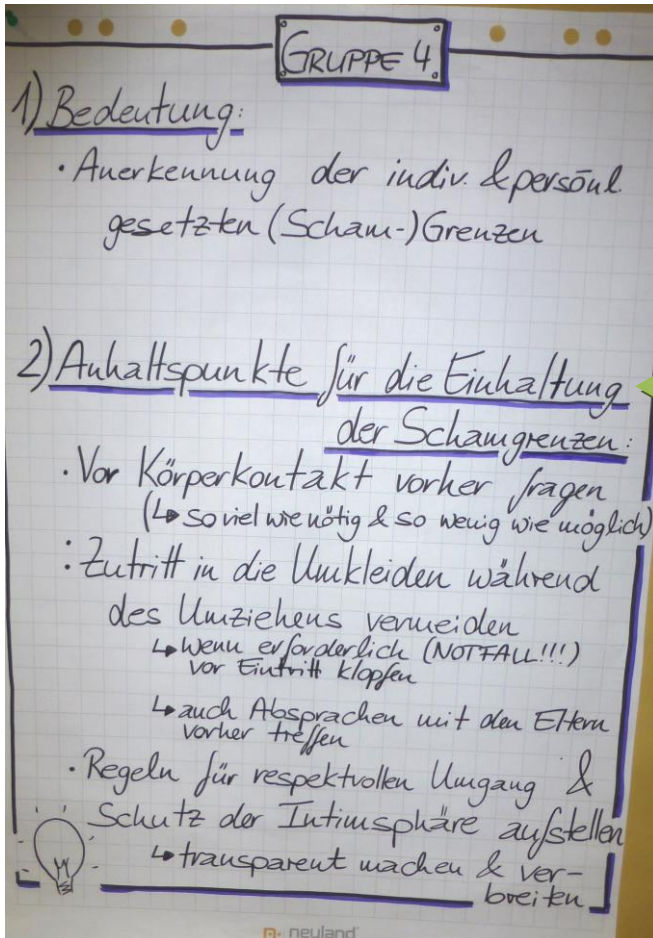 GRUPPE 4
1) Bedeutung:
· Anerkennung der indiv. & persönl.
gesetzten (Scham-)Grenzen
2) Anhaltspunkte für die Einhaltung
der Schamgrenzen:
· Vor Körperkontakt vorher fragen
(↳ so viel wie nötig & so wenig wie möglich)
: Zutritt in die Umkleiden während
des Umziehens vermeiden
↳ wenn erforderlich (NOTFALL!!!)
vor Eintritt klopfen
↳ auch Absprachen mit den Eltern
vorher treffen
· Regeln für respektvollen Umgang &
Schutz der Intimsphäre aufstellen
↳ transparent machen & ver-
breiten
neuland